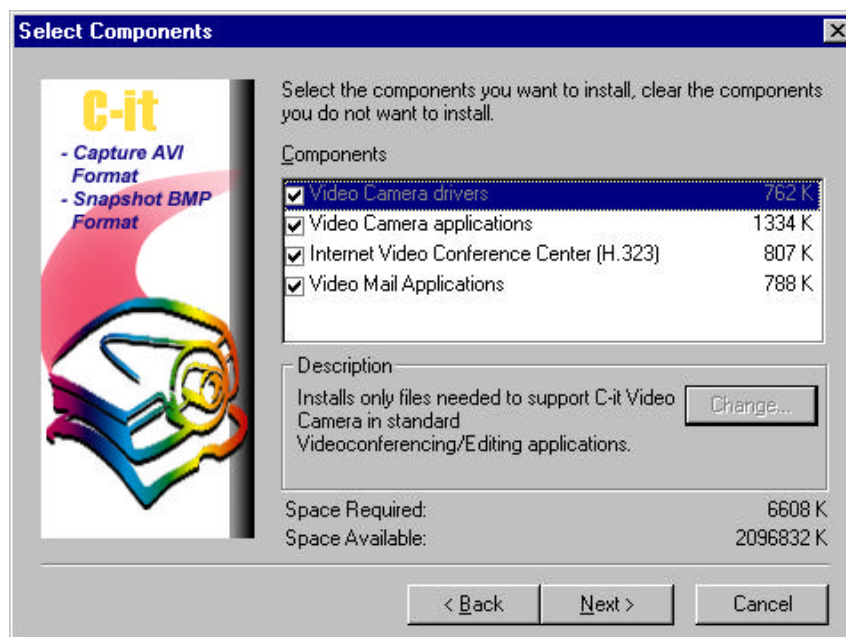 Select Components
C-it
- Capture AVI
Format
- Snapshot BMP
Format
Select the components you want to install, clear the components
you do not want to install.
Components
Video Camera drivers 762 K
Video Camera applications 1334 K
Internet Video Conference Center (H.323) 807 K
Video Mail Applications 788 K
Description
Installs only files needed to support C-it Video
Camera in standard
Videoconferencing/Editing applications.
Change...
Space Required: 6608 K
Space Available: 2096832 K
< Back
Next >
Cancel